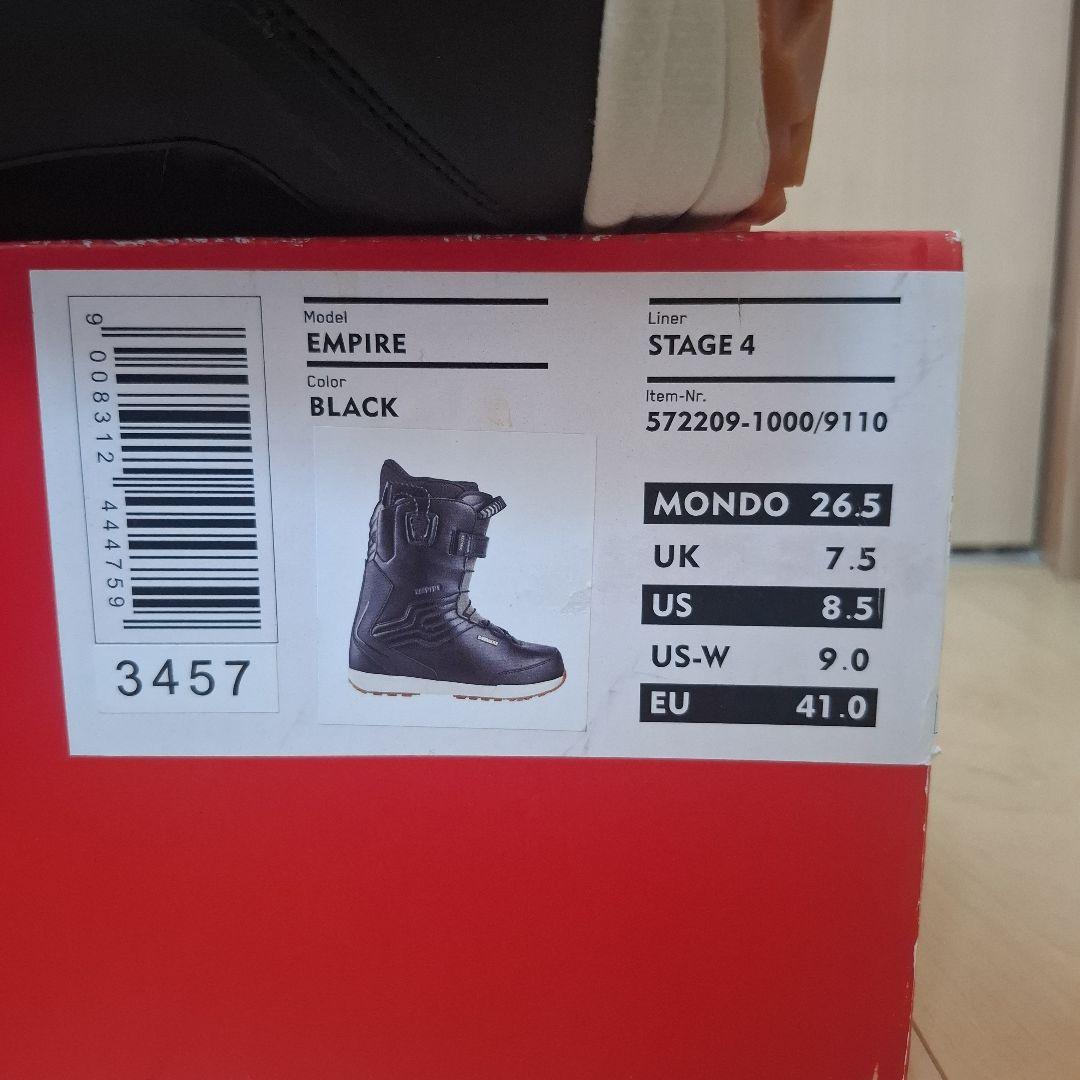 9 008312 444759
3457
Model
EMPIRE
Color
BLACK
Liner
STAGE 4
Item-Nr.
572209-1000/9110
MONDO 26.5
UK 7.5
US 8.5
US-W 9.0
EU 41.0